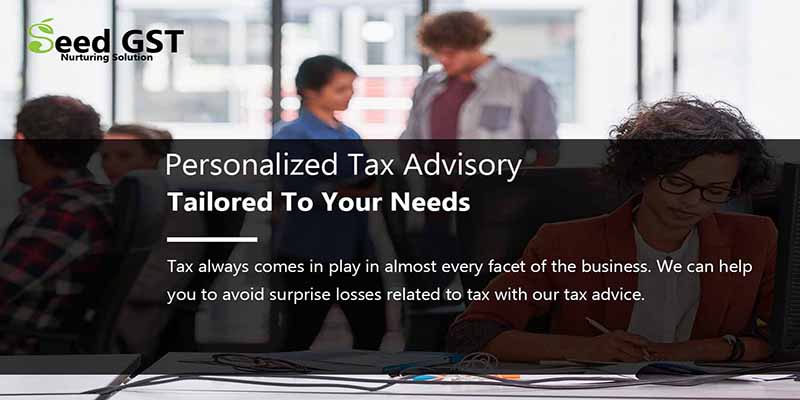 Seed GST
Nurturing Solution
Personalized Tax Advisory
Tailored To Your Needs
Tax always comes in play in almost every facet of the business. We can help
you to avoid surprise losses related to tax with our tax advice.